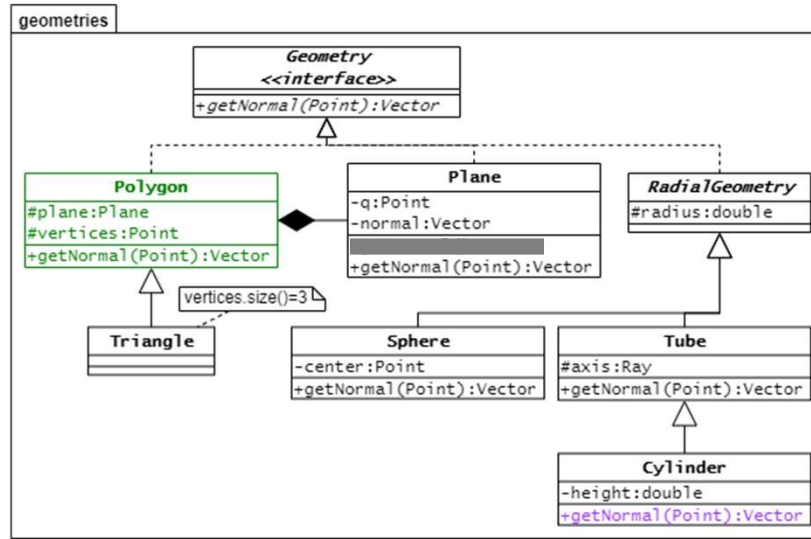 geometries
Geometry
<<interface>>
+getNormal(Point):Vector
Polygon
#plane:Plane
#vertices:Point
+getNormal(Point):Vector
Plane
-q:Point
-normal:Vector
+getNormal(Point):Vector
RadialGeometry
#radius:double
vertices.size()=3
Triangle
Sphere
-center:Point
+getNormal(Point):Vector
Tube
#axis:Ray
+getNormal(Point):Vector
Cylinder
-height:double
+getNormal(Point):Vector